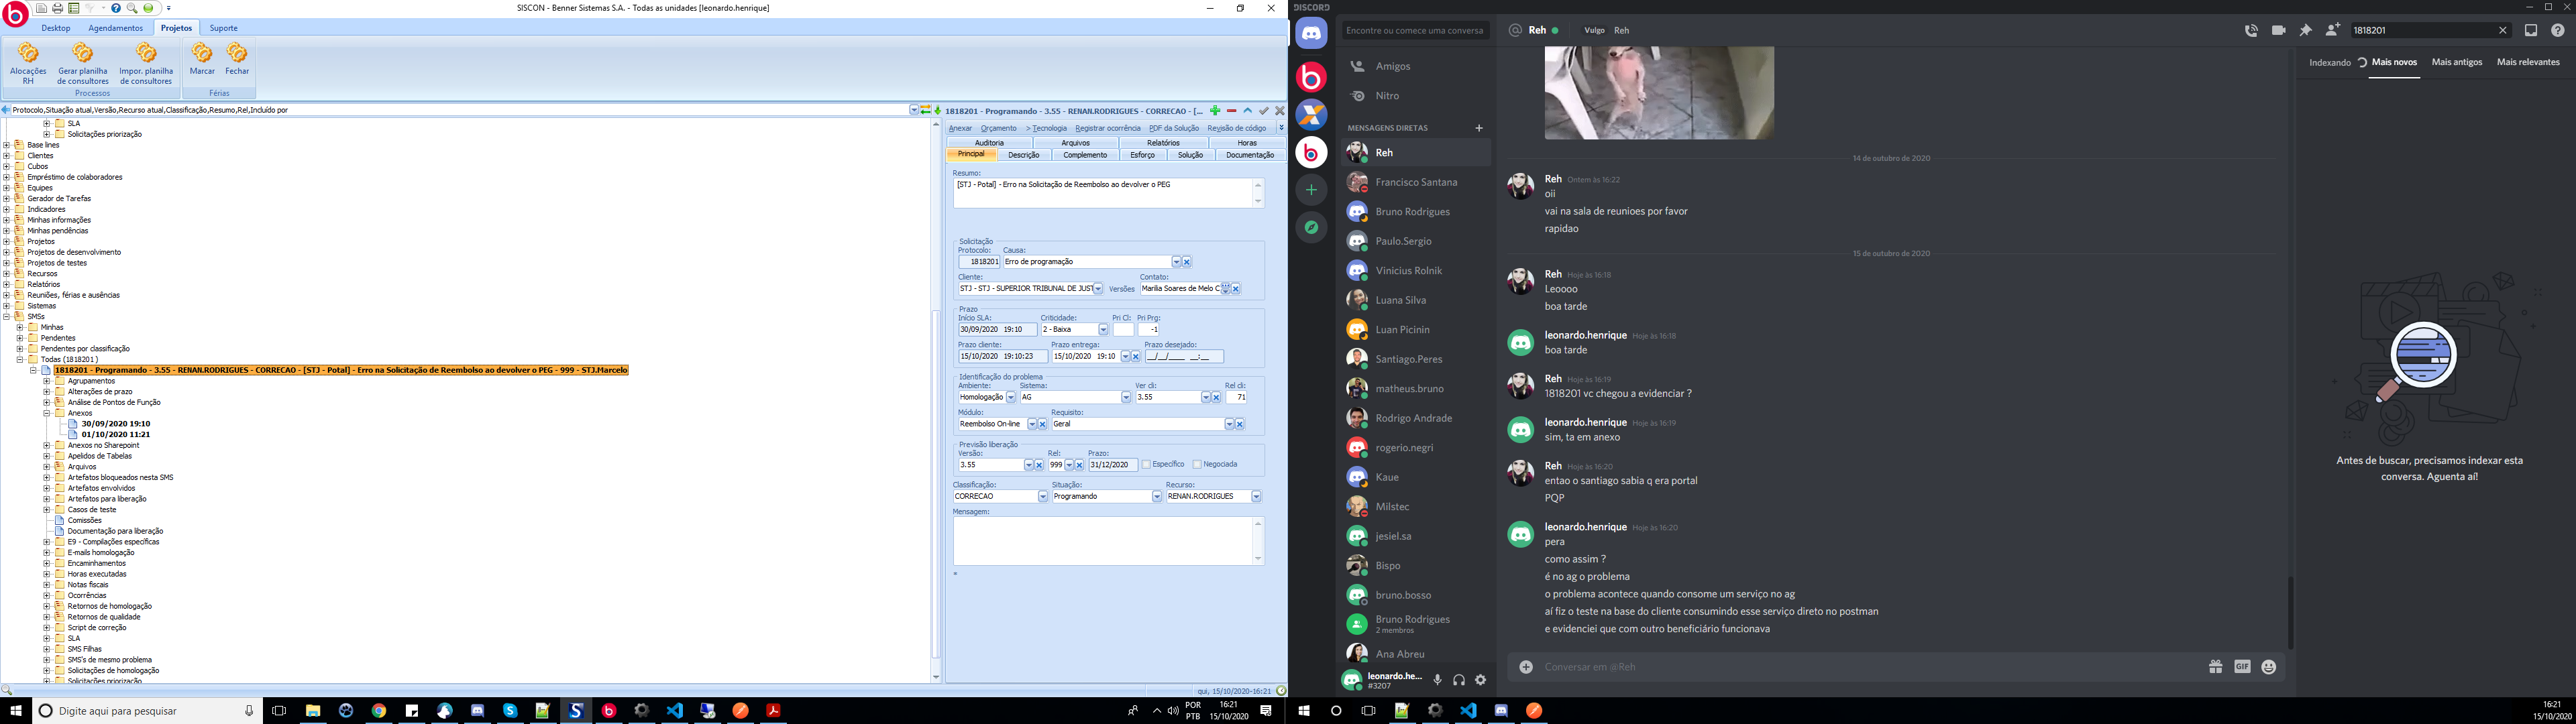 SISCON - Benner Sistemas S.A. - Todas as unidades [leonardo.henrique]
Desktop
Agendamentos
Projetos
Suporte
Alocações
RH
Gerar planilha
de consultores
Impor. planilha
de consultores
Marcar
Fechar
Processos
Férias
Protocolo,Situação atual,Versão,Recurso atual,Classificação,Resumo,Rel,Incluído por
SLA
Solicitações priorização
Base lines
Clientes
Cubos
Empréstimo de colaboradores
Equipes
Gerador de Tarefas
Indicadores
Minhas informações
Minhas pendências
Projetos
Projetos de desenvolvimento
Projetos de testes
Recursos
Relatórios
Reuniões, férias e ausências
Sistemas
SMSs
Minhas
Pendentes
Pendentes por classificação
Todas (1818201 )
1818201 - Programando - 3.55 - RENAN.RODRIGUES - CORRECAO - [STJ - Potal] - Erro na Solicitação de Reembolso ao devolver o PEG - 999 - STJ.Marcelo
Agrupamentos
Alterações de prazo
Análise de Pontos de Função
Anexos
30/09/2020 19:10
01/10/2020 11:21
Anexos no Sharepoint
Apelidos de Tabelas
Arquivos
Artefatos bloqueados nesta SMS
Artefatos envolvidos
Artefatos para liberação
Casos de teste
Comissões
Documentação para liberação
E9 - Compilações específicas
E-mails homologação
Encaminhamentos
Horas executadas
Notas fiscais
Ocorrências
Retornos de homologação
Retornos de qualidade
Script de correção
SLA
SMS Filhas
SMS's de mesmo problema
Solicitações de homologação
Solicitações priorização
1818201 - Programando - 3.55 - RENAN.RODRIGUES - CORRECAO - [...
Anexar Orçamento > Tecnologia Registrar ocorrência PDF da Solução Revisão de código
Auditoria Arquivos Relatórios Horas
Principal Descrição Complemento Esforço Solução Documentação
Resumo:
[STJ - Potal] - Erro na Solicitação de Reembolso ao devolver o PEG
Solicitação
Protocolo: Causa:
1818201 Erro de programação
Cliente: Contato:
STJ - STJ - SUPERIOR TRIBUNAL DE JUST Versões Marilia Soares de Melo C
Prazo
Início SLA: Criticidade: Pri Cl: Pri Prg:
30/09/2020 19:10 2 - Baixa -1
Prazo cliente: Prazo entrega: Prazo desejado:
15/10/2020 19:10:23 15/10/2020 19:10 __/__/____ __:__
Identificação do problema
Ambiente: Sistema: Ver cli: Rel cli:
Homologação AG 3.55 71
Módulo: Requisito:
Reembolso On-line Geral
Previsão liberação
Versão: Rel: Prazo:
3.55 999 31/12/2020 Específico Negociada
Classificação: Situação: Recurso:
CORRECAO Programando RENAN.RODRIGUES
Mensagem:
qui, 15/10/2020-16:21
Digite aqui para pesquisar
POR
PTB
16:21
15/10/2020
DISCORD
Encontre ou comece uma conversa
Amigos
Nitro
MENSAGENS DIRETAS
Reh
Francisco Santana
Bruno Rodrigues
Paulo.Sergio
Vinicius Rolnik
Luana Silva
Luan Picinin
Santiago.Peres
matheus.bruno
Rodrigo Andrade
rogerio.negri
Kaue
Milstec
jesiel.sa
Bispo
bruno.bosso
Bruno Rodrigues
2 membros
Ana Abreu
leonardo.he...
#3207
@ Reh Vulgo Reh
1818201
14 de outubro de 2020
Reh Ontem às 16:22
oii
vai na sala de reunioes por favor
rapidao
15 de outubro de 2020
Reh Hoje às 16:18
Leoooo
boa tarde
leonardo.henrique Hoje às 16:18
boa tarde
Reh Hoje às 16:19
1818201 vc chegou a evidenciar ?
leonardo.henrique Hoje às 16:19
sim, ta em anexo
Reh Hoje às 16:20
entao o santiago sabia q era portal
PQP
leonardo.henrique Hoje às 16:20
pera
como assim ?
é no ag o problema
o problema acontece quando consome um serviço no ag
aí fiz o teste na base do cliente consumindo esse serviço direto no postman
e evidenciei que com outro beneficiário funcionava
Conversar em @Reh
GIF
Indexando Mais novos Mais antigos Mais relevantes
Antes de buscar, precisamos indexar esta
conversa. Aguenta aí!
16:21
15/10/2020